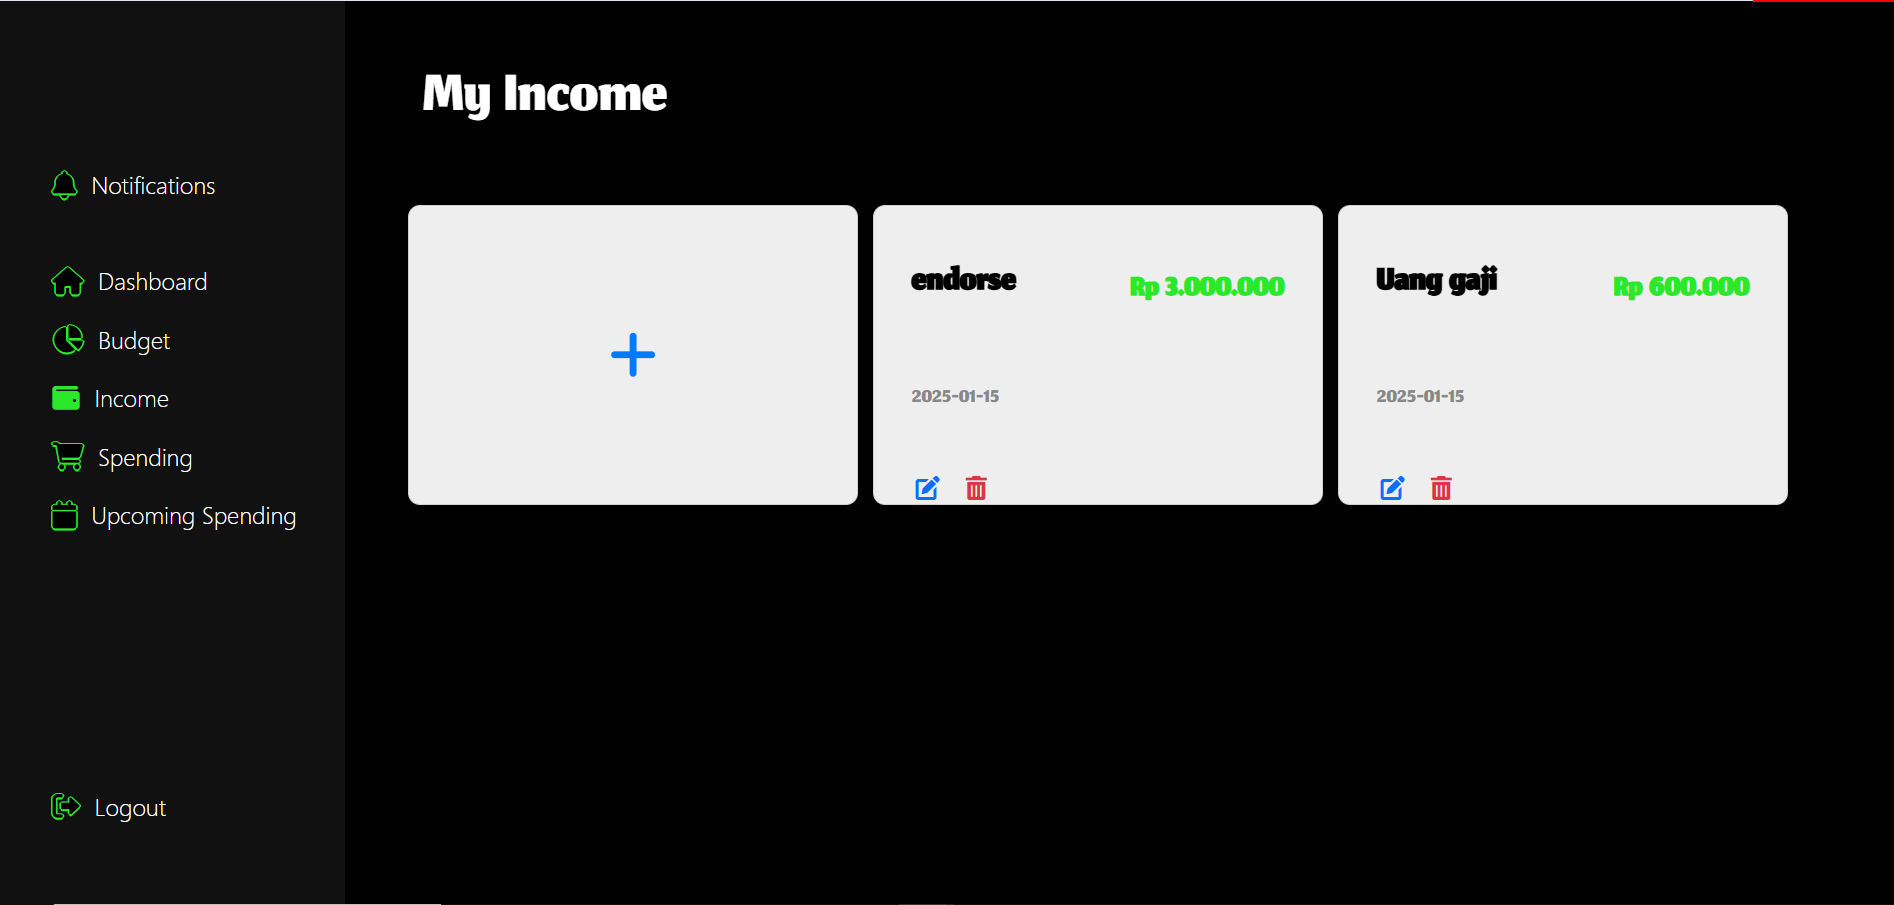 My Income
Notifications
Dashboard
Budget
Income
Spending
Upcoming Spending
Logout
endorse
Rp 3.000.000
2025-01-15
Uang gaji
Rp 600.000
2025-01-15